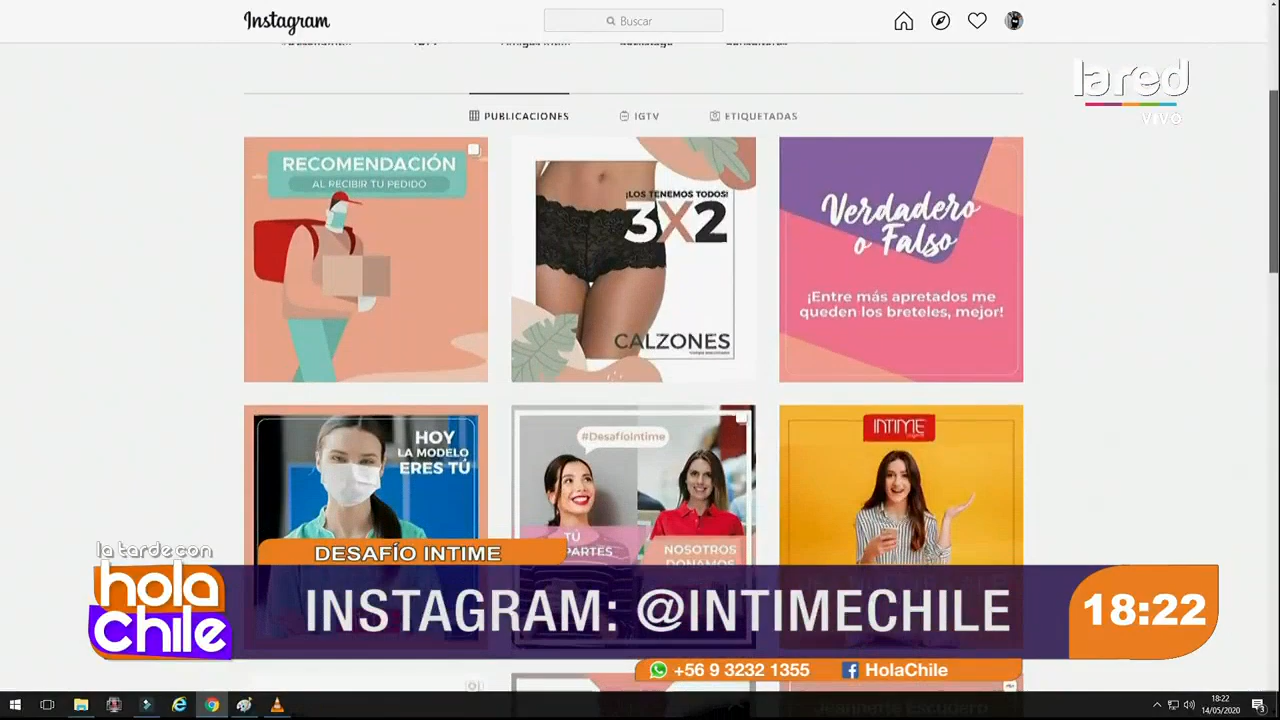 Instagram
Buscar
lared
VIVO
PUBLICACIONES
IGTV
ETIQUETADAS
RECOMENDACIÓN
AL RECIBIR TU PEDIDO
¡LOS TENEMOS TODOS!
3X2
CALZONES
Verdadero
o Falso
¡Entre más apretados me
queden los breteles, mejor!
HOY
LA MODELO
ERES TÚ
#DesafíoIntime
TÚ
PARTES
NOSOTROS
DONAMOS
INTIME
la tarde con
hola
chile
DESAFÍO INTIME
INSTAGRAM: @INTIMECHILE
18:22
+56 9 3232 1355
HolaChile
18:22
14/05/2020